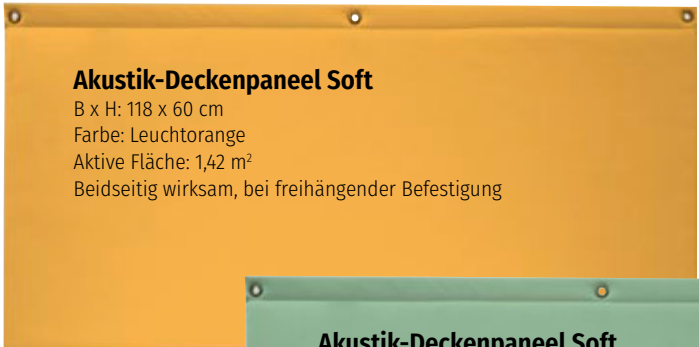 Akustik-Deckenpaneel Soft
B x H: 118 x 60 cm
Farbe: Leuchtorange
Aktive Fläche: 1,42 m²
Beidseitig wirksam, bei freihängender Befestigung
Akustik-Deckenpaneel Soft